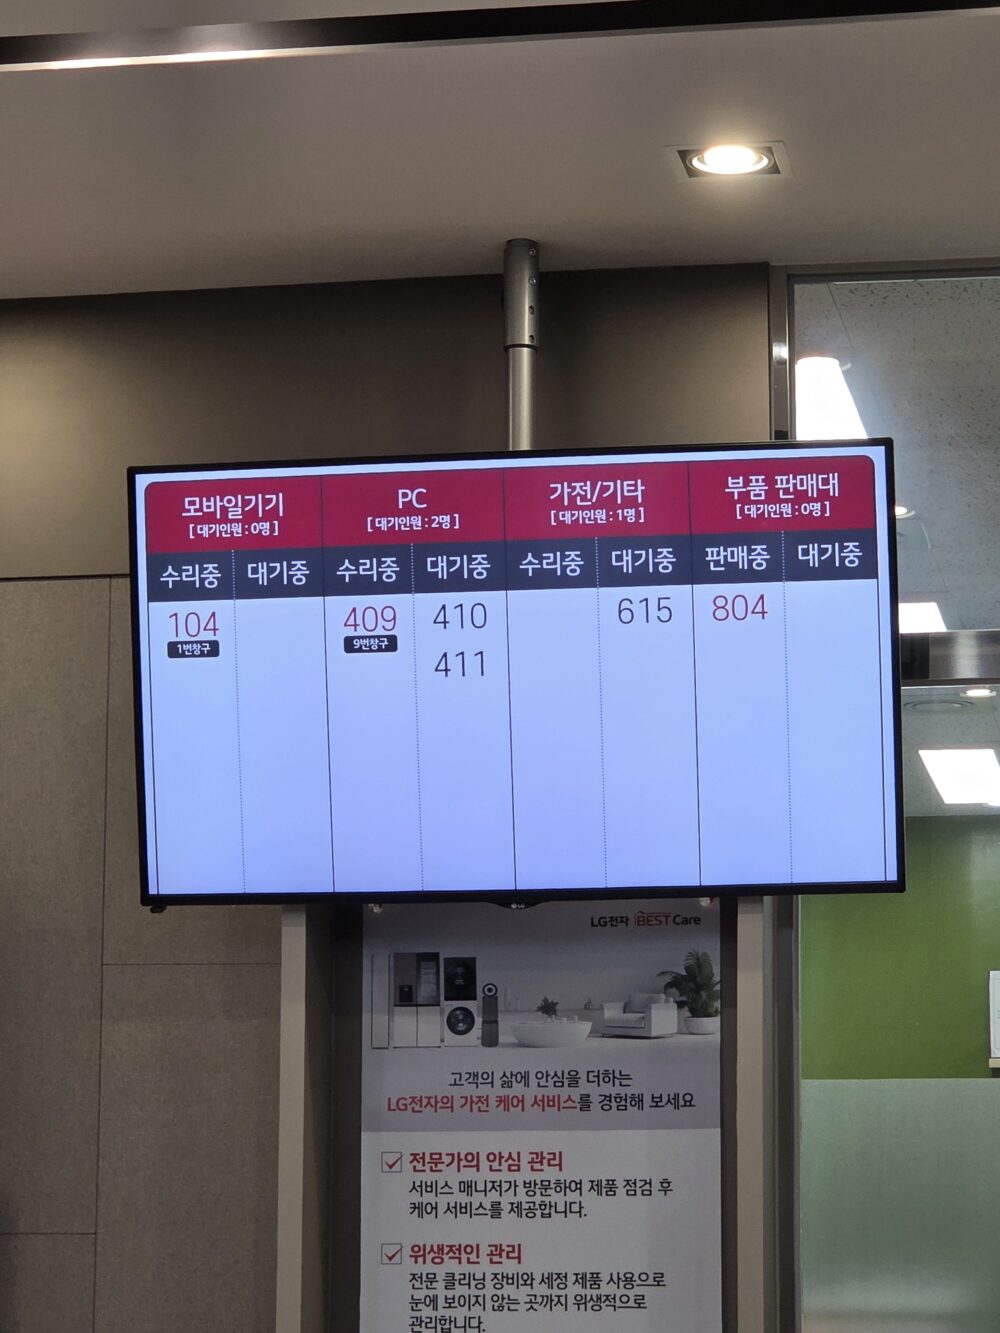 모바일기기
[ 대기인원 : 0명 ]
수리중
대기중
104
1번창구
PC
[ 대기인원 : 2명 ]
수리중
대기중
409
9번창구
410
411
가전/기타
[ 대기인원 : 1명 ]
수리중
대기중
615
부품 판매대
[ 대기인원 : 0명 ]
판매중
대기중
804
LG
LG전자 BEST Care
고객의 삶에 안심을 더하는
LG전자의 가전 케어 서비스를 경험해 보세요
전문가의 안심 관리
서비스 매니저가 방문하여 제품 점검 후
케어 서비스를 제공합니다.
위생적인 관리
전문 클리닝 장비와 세정 제품 사용으로
눈에 보이지 않는 곳까지 위생적으로
관리합니다.